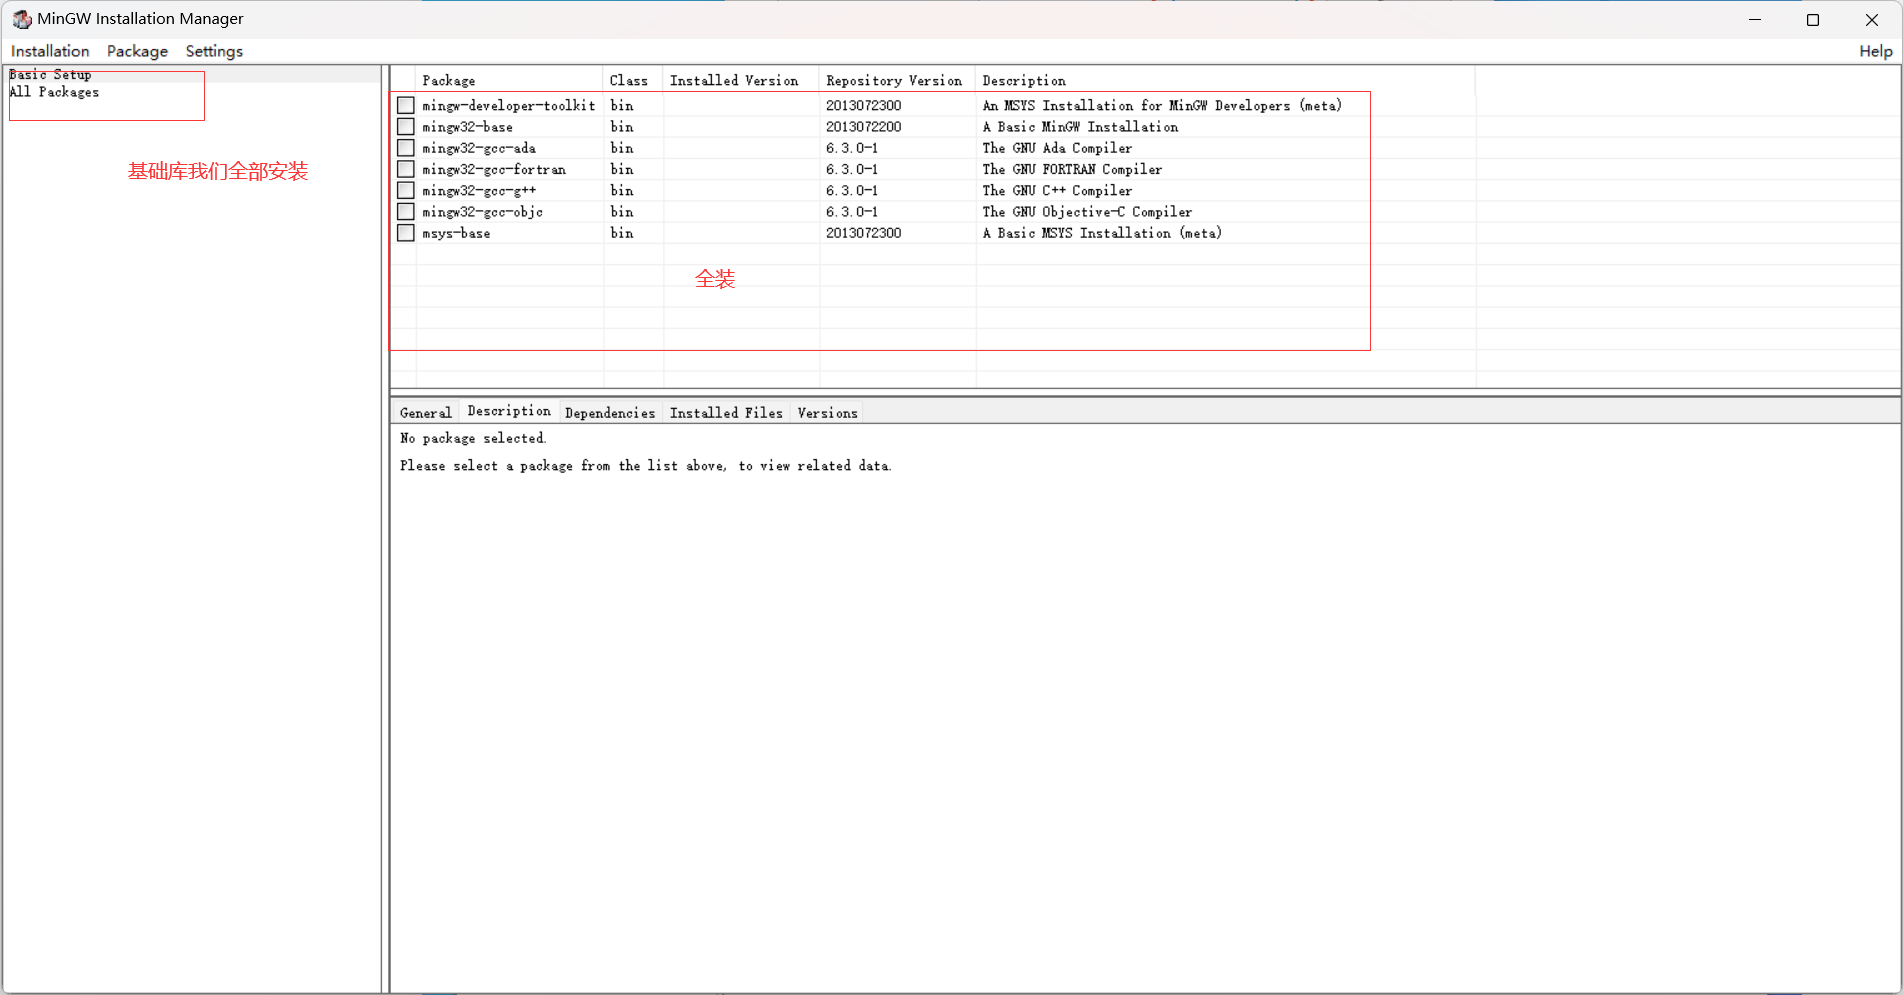 MinGW Installation Manager
Installation Package Settings Help
Basic Setup
All Packages
基础库我们全部安装
Package Class Installed Version Repository Version Description
mingw-developer-toolkit bin 2013072300 An MSYS Installation for MinGW Developers (meta)
mingw32-base bin 2013072200 A Basic MinGW Installation
mingw32-gcc-ada bin 6.3.0-1 The GNU Ada Compiler
mingw32-gcc-fortran bin 6.3.0-1 The GNU FORTRAN Compiler
mingw32-gcc-g++ bin 6.3.0-1 The GNU C++ Compiler
mingw32-gcc-objc bin 6.3.0-1 The GNU Objective-C Compiler
msys-base bin 2013072300 A Basic MSYS Installation (meta)
全装
General Description Dependencies Installed Files Versions
No package selected.
Please select a package from the list above, to view related data.